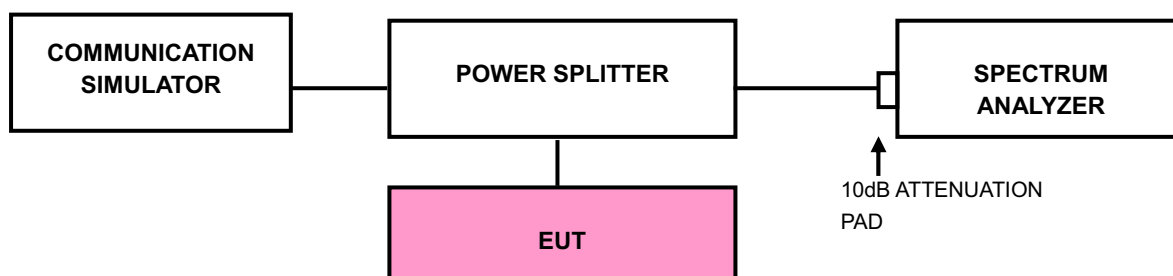 COMMUNICATION
SIMULATOR
POWER SPLITTER
SPECTRUM
ANALYZER
10dB ATTENUATION
PAD
EUT